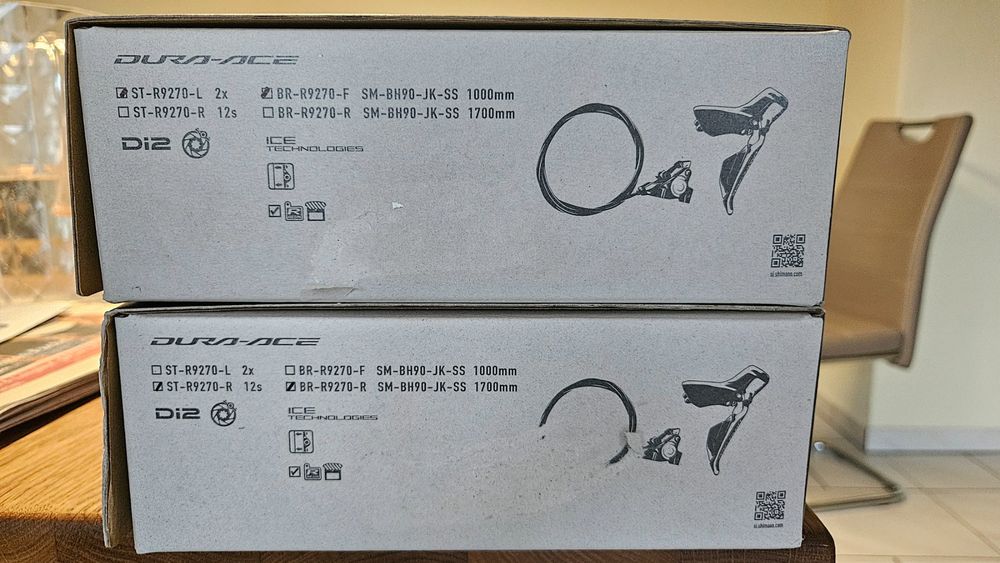 DURA-ACE
ST-R9270-L 2x BR-R9270-F SM-BH90-JK-SS 1000mm
ST-R9270-R 12s BR-R9270-R SM-BH90-JK-SS 1700mm
Di2 ICE TECHNOLOGIES
si.shimano.com
DURA-ACE
ST-R9270-L 2x BR-R9270-F SM-BH90-JK-SS 1000mm
ST-R9270-R 12s BR-R9270-R SM-BH90-JK-SS 1700mm
Di2 ICE TECHNOLOGIES
si.shimano.com